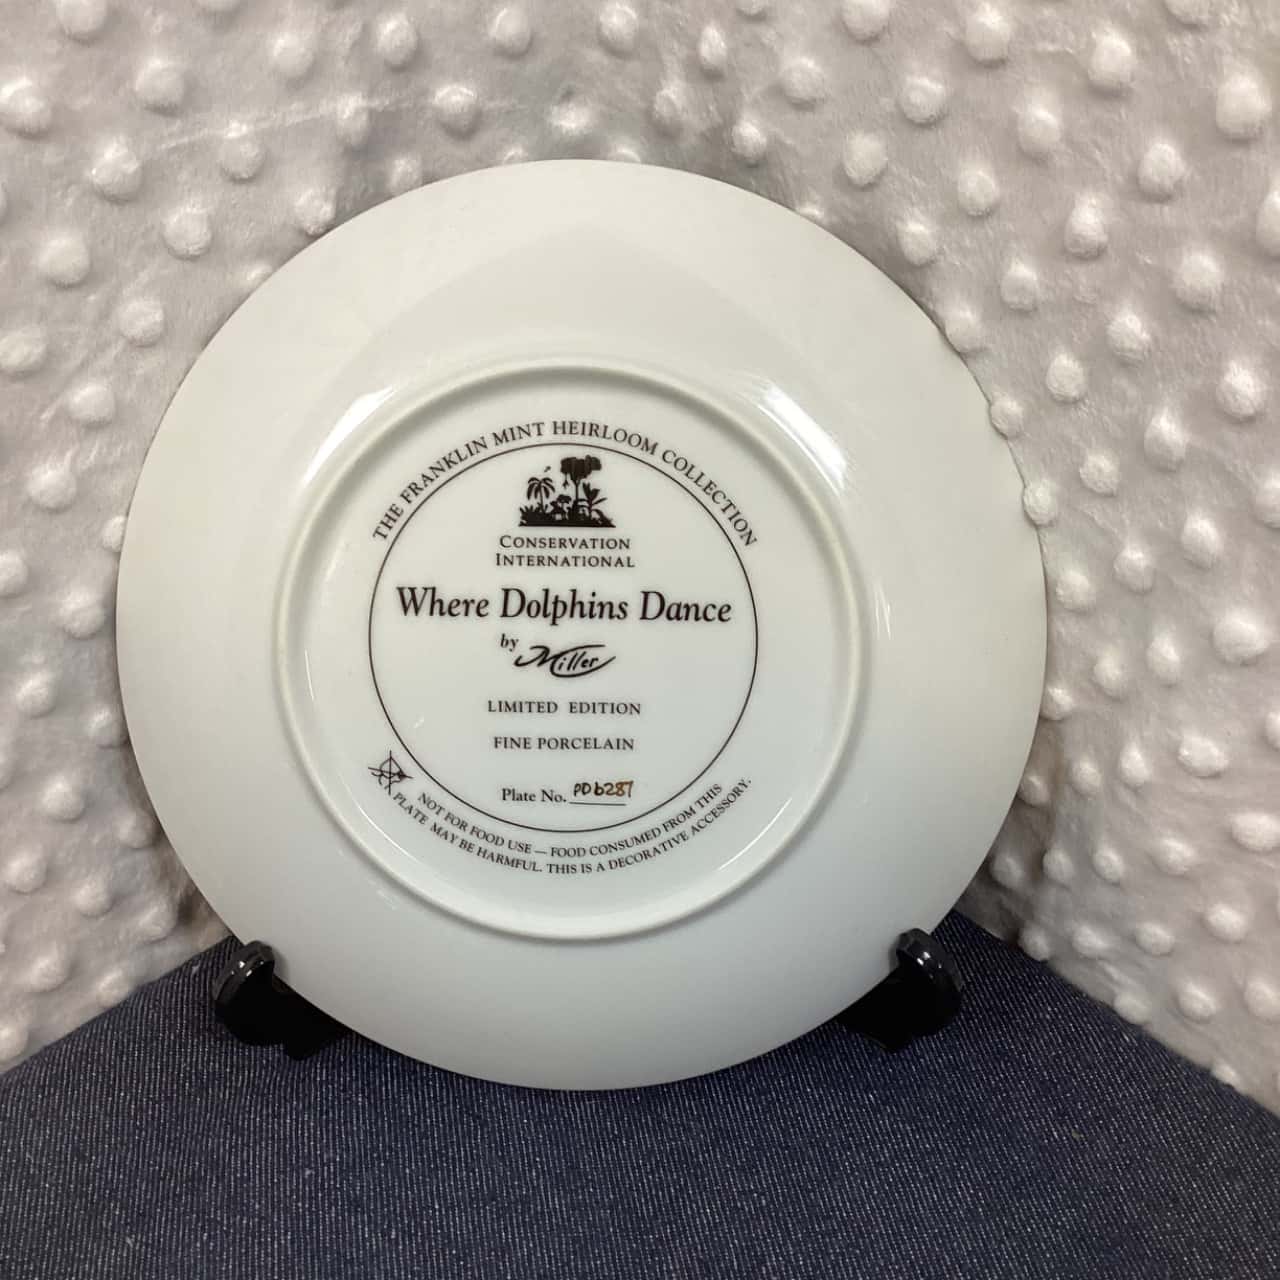 THE FRANKLIN MINT HEIRLOOM COLLECTION
CONSERVATION
INTERNATIONAL
Where Dolphins Dance
by Miller
LIMITED EDITION
FINE PORCELAIN
Plate No. PD6287
NOT FOR FOOD USE — FOOD CONSUMED FROM THIS
PLATE MAY BE HARMFUL. THIS IS A DECORATIVE ACCESSORY.